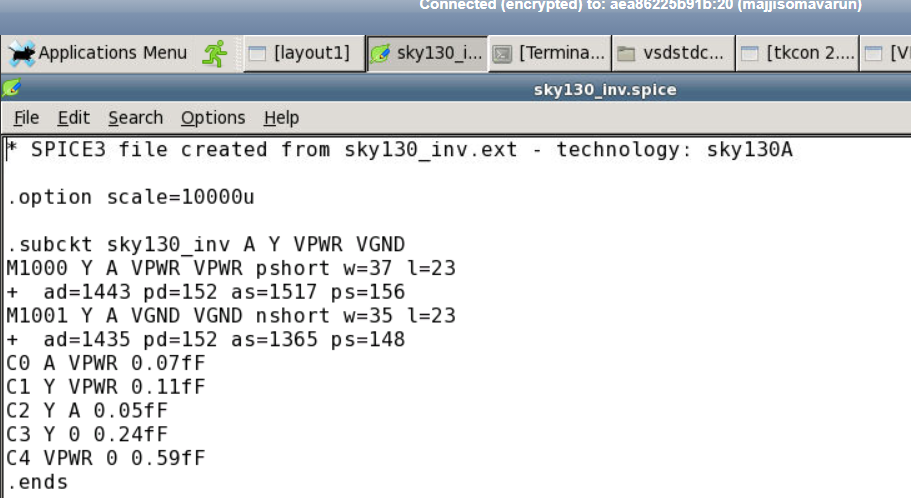 Connected (encrypted) to: aea86225b91b:20 (majjisomavarun)
Applications Menu [layout1] sky130_i... [Termina... vsdstdc... [tkcon 2.... [V
sky130_inv.spice
File Edit Search Options Help
* SPICE3 file created from sky130_inv.ext - technology: sky130A
.option scale=10000u
.subckt sky130_inv A Y VPWR VGND
M1000 Y A VPWR VPWR pshort w=37 l=23
+  ad=1443 pd=152 as=1517 ps=156
M1001 Y A VGND VGND nshort w=35 l=23
+  ad=1435 pd=152 as=1365 ps=148
C0 A VPWR 0.07fF
C1 Y VPWR 0.11fF
C2 Y A 0.05fF
C3 Y 0 0.24fF
C4 VPWR 0 0.59fF
.ends